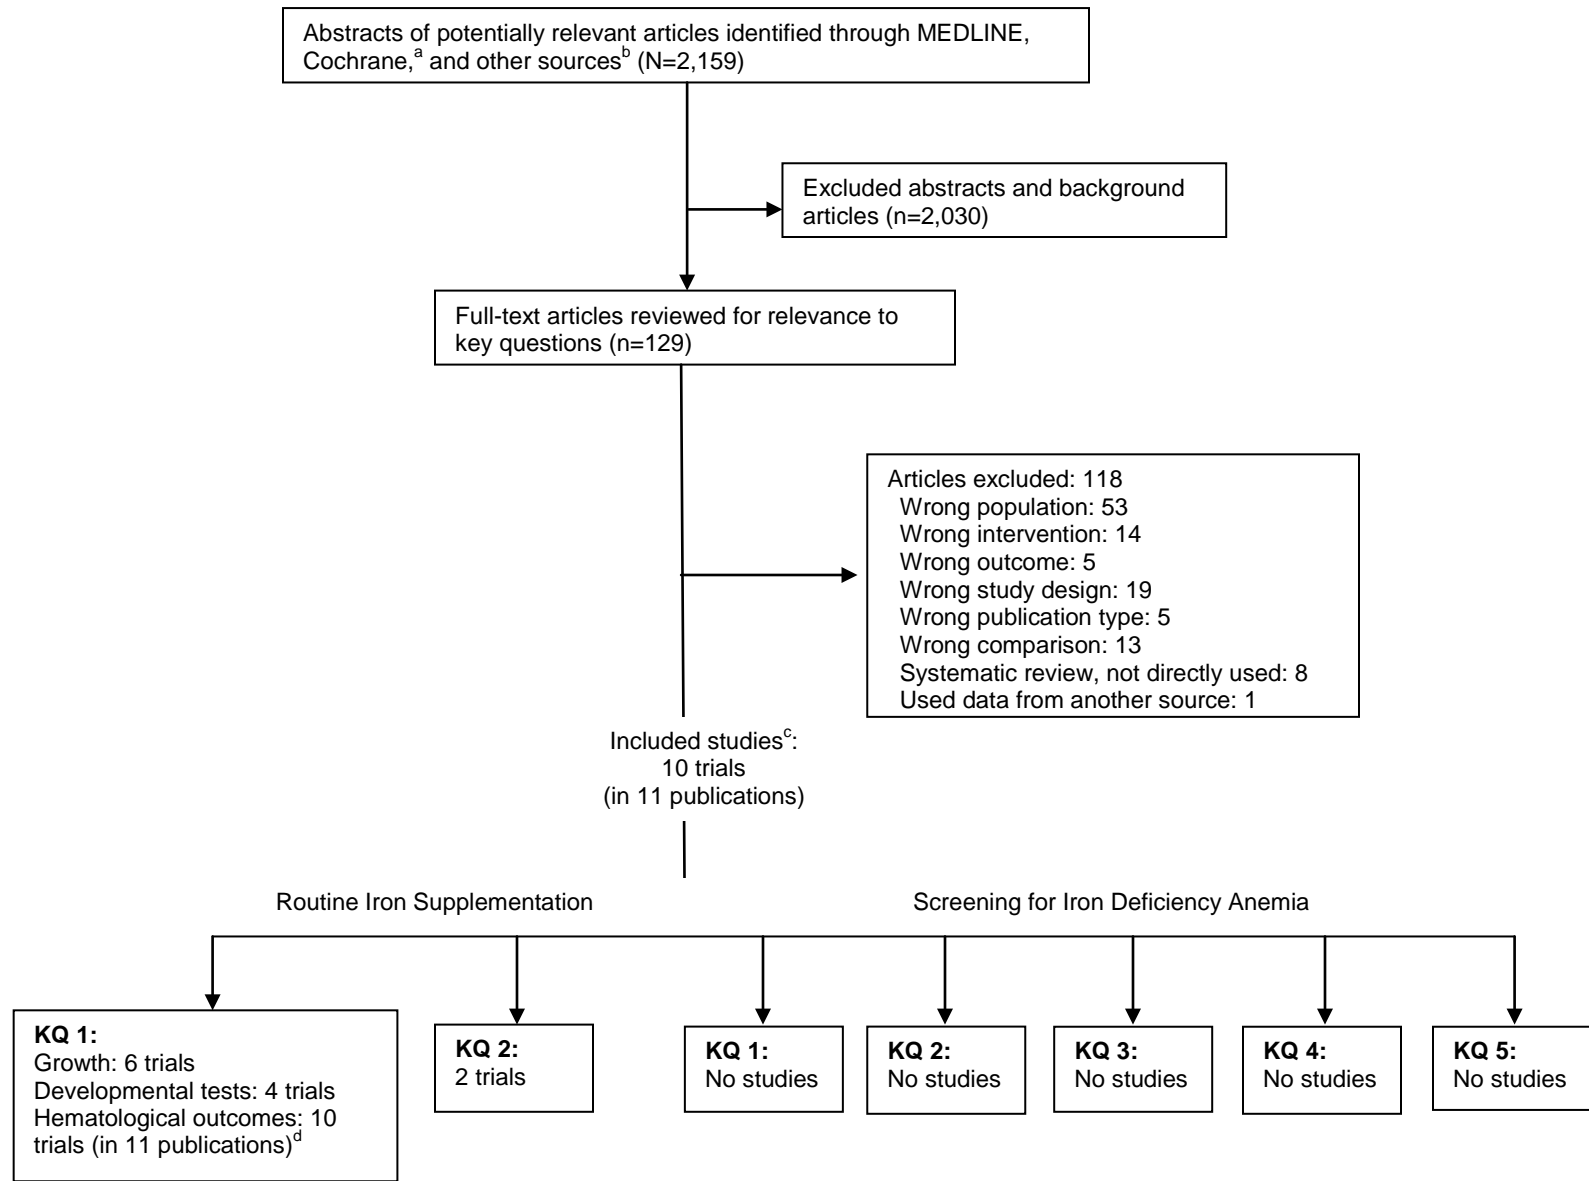 Abstracts of potentially relevant articles identified through MEDLINE,
Cochrane,a and other sourcesb (N=2,159)
Excluded abstracts and background
articles (n=2,030)
Full-text articles reviewed for relevance to
key questions (n=129)
Articles excluded: 118
Wrong population: 53
Wrong intervention: 14
Wrong outcome: 5
Wrong study design: 19
Wrong publication type: 5
Wrong comparison: 13
Systematic review, not directly used: 8
Used data from another source: 1
Included studiesc:
10 trials
(in 11 publications)
Routine Iron Supplementation
Screening for Iron Deficiency Anemia
KQ 1:
Growth: 6 trials
Developmental tests: 4 trials
Hematological outcomes: 10
trials (in 11 publications)d
KQ 2:
2 trials
KQ 1:
No studies
KQ 2:
No studies
KQ 3:
No studies
KQ 4:
No studies
KQ 5:
No studies